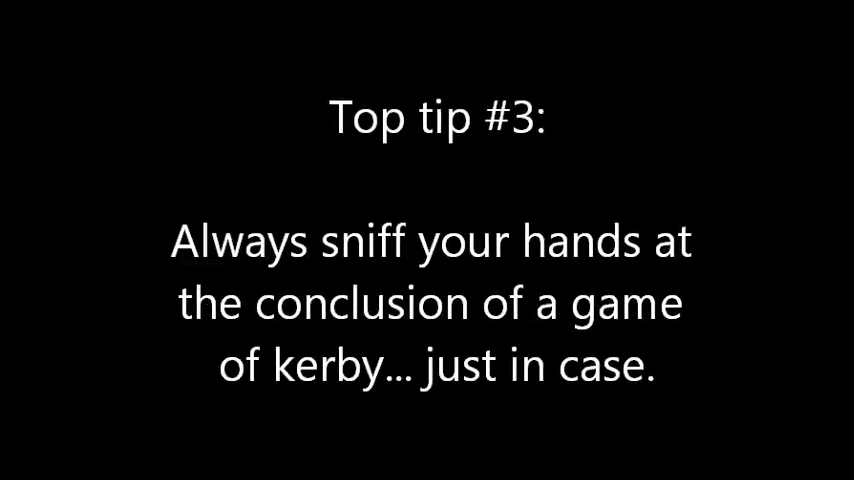 Top tip #3:
Always sniff your hands at
the conclusion of a game
of kerby... just in case.